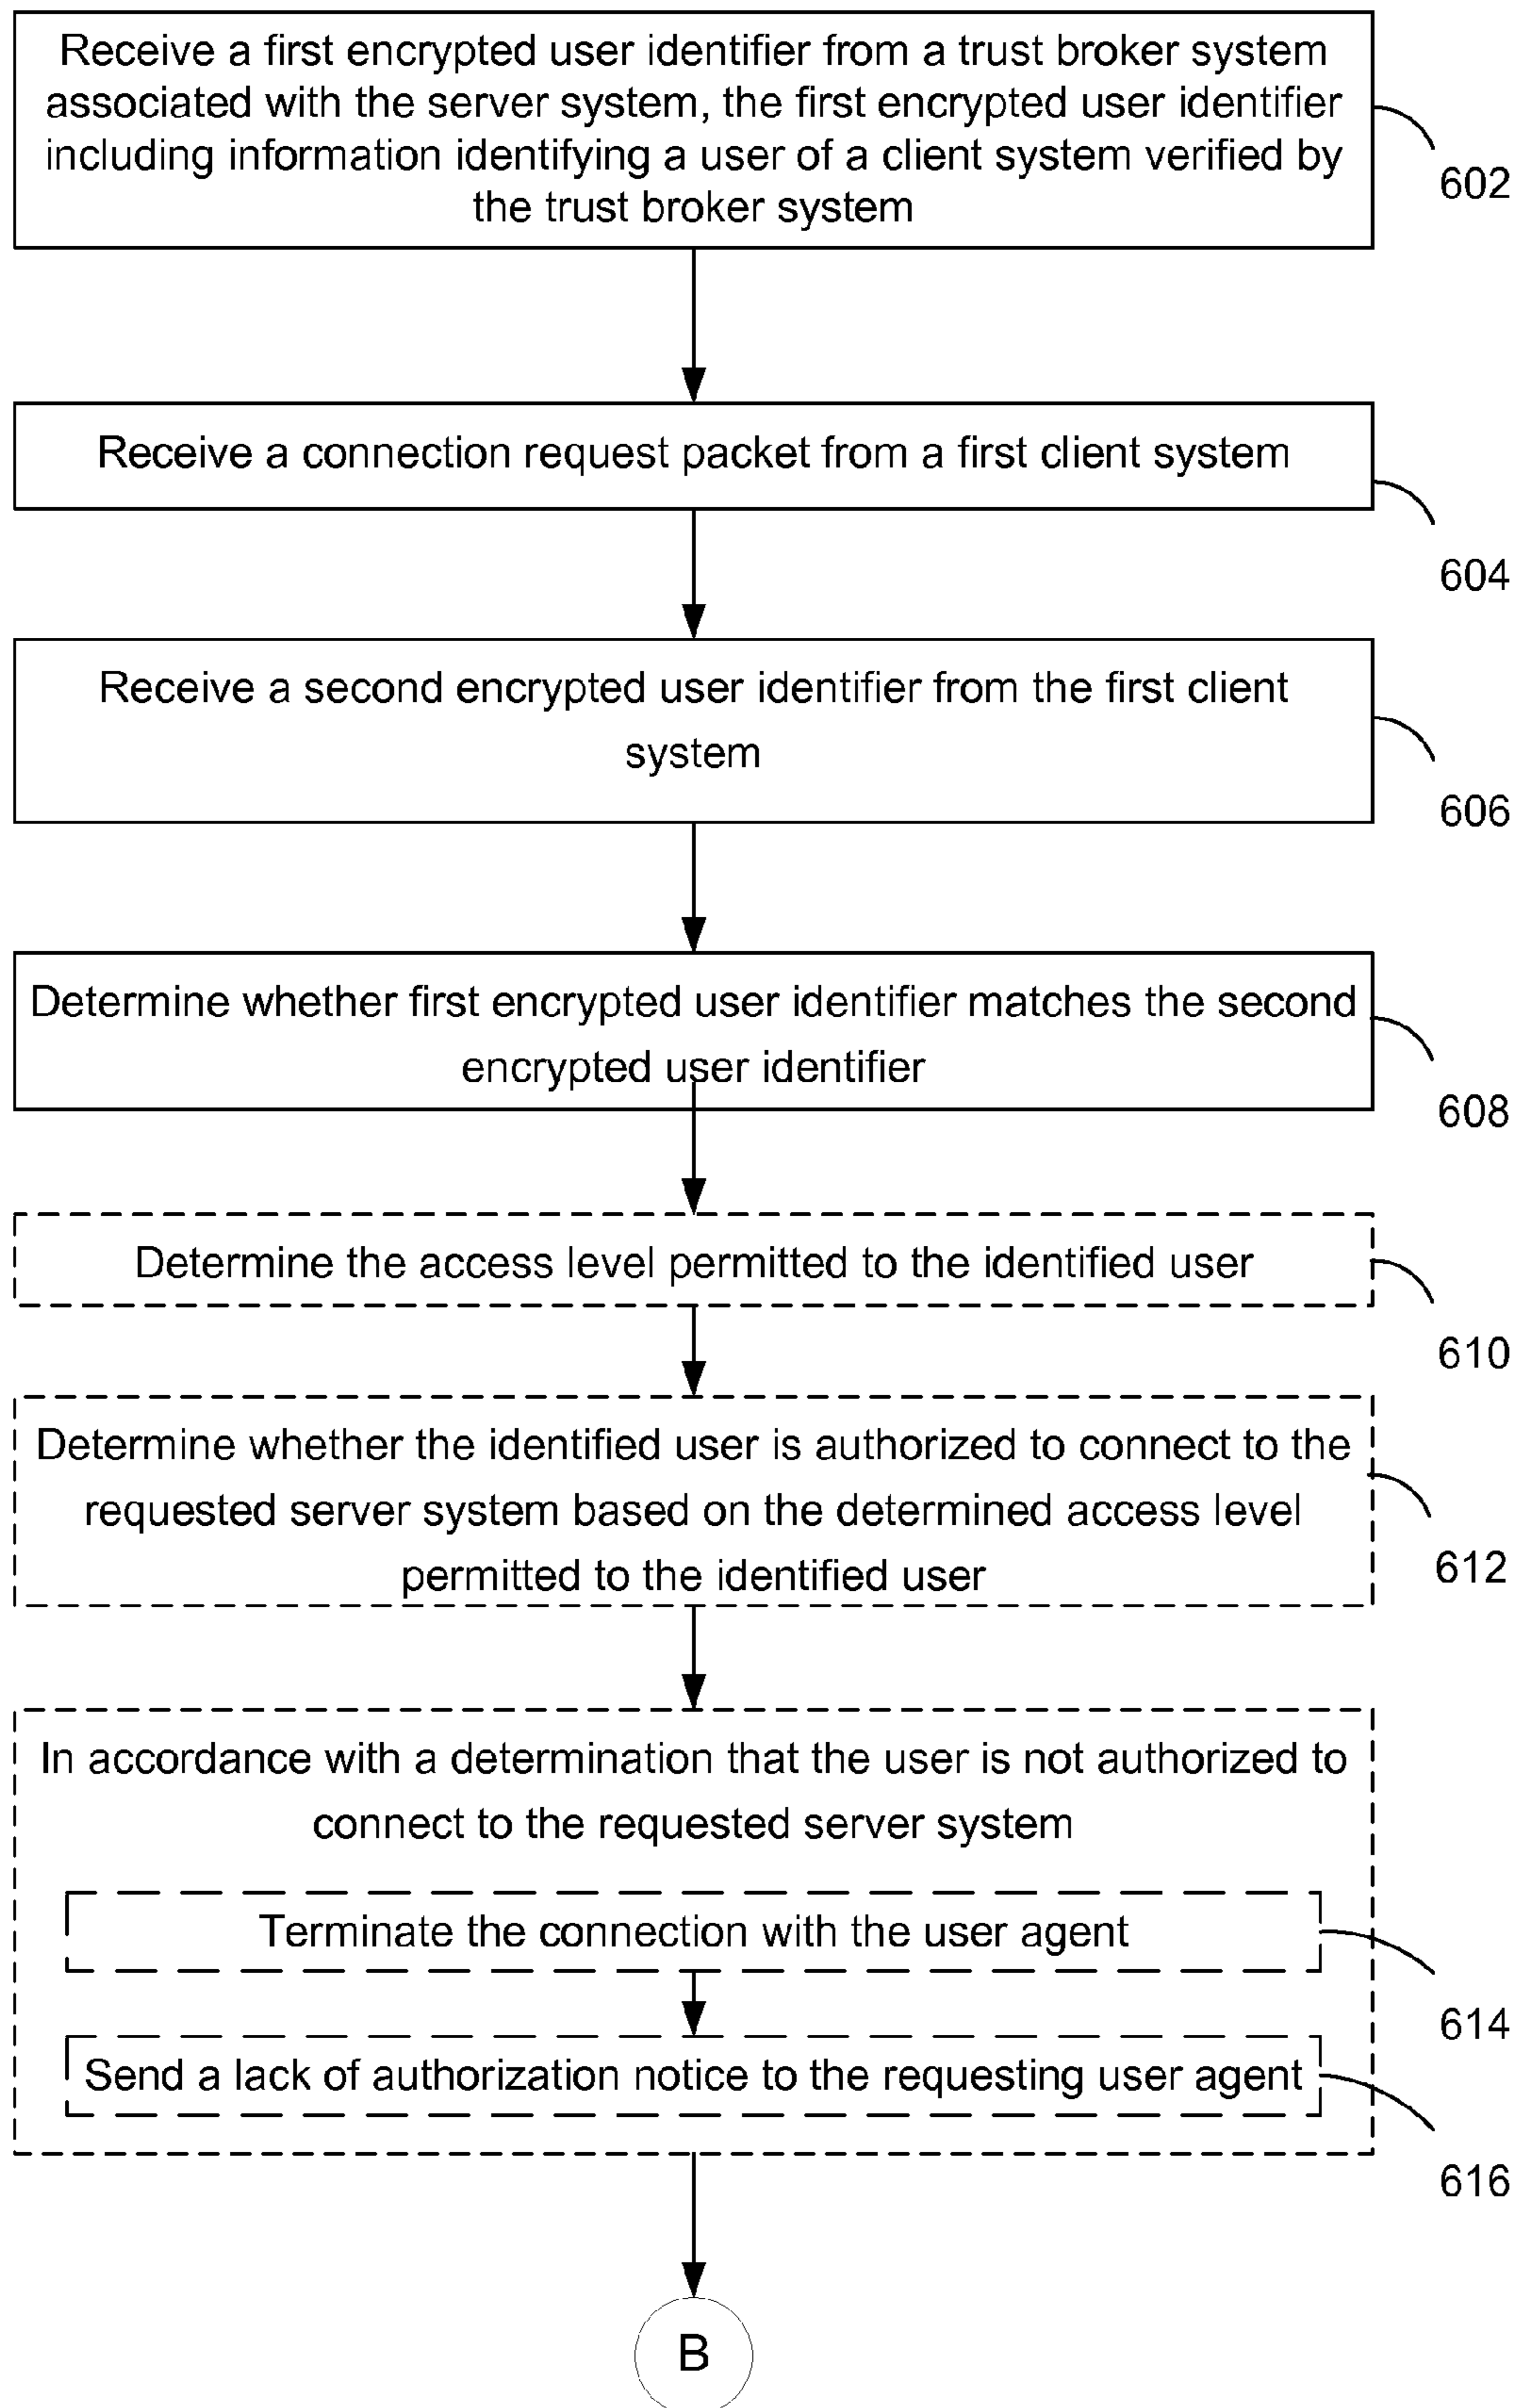 Receive a first encrypted user identifier from a trust broker system
associated with the server system, the first encrypted user identifier
including information identifying a user of a client system verified by
the trust broker system
602
Receive a connection request packet from a first client system
604
Receive a second encrypted user identifier from the first client
system
606
Determine whether first encrypted user identifier matches the second
encrypted user identifier
608
Determine the access level permitted to the identified user
610
Determine whether the identified user is authorized to connect to the
requested server system based on the determined access level
permitted to the identified user
612
In accordance with a determination that the user is not authorized to
connect to the requested server system
Terminate the connection with the user agent
614
Send a lack of authorization notice to the requesting user agent
616
B